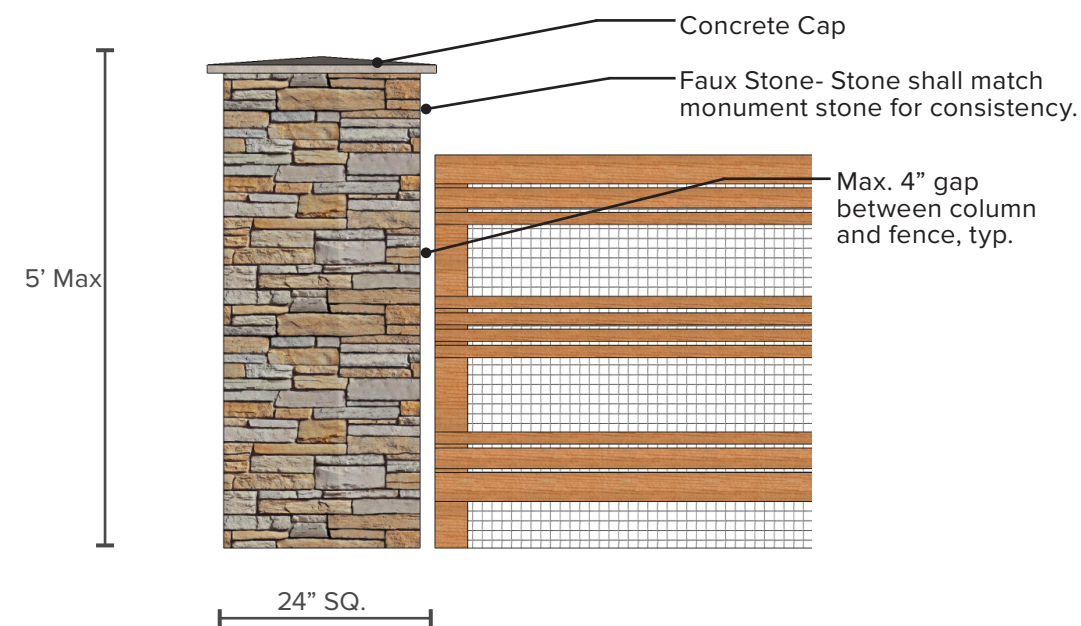 Concrete Cap
Faux Stone- Stone shall match
monument stone for consistency.
Max. 4” gap
between column
and fence, typ.
5’ Max
24” SQ.